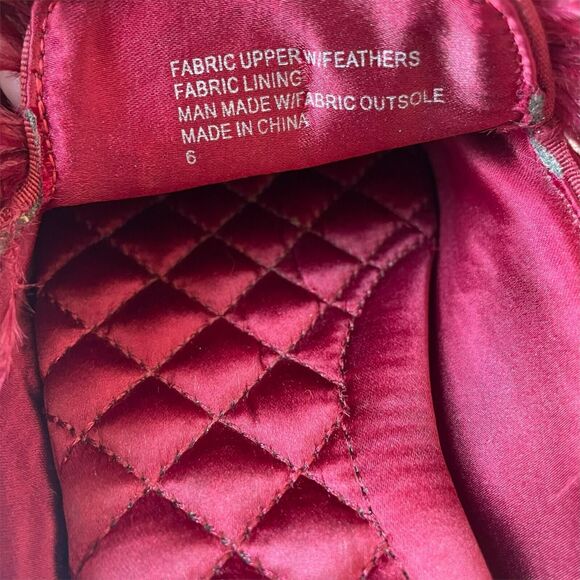 FABRIC UPPER W/FEATHERS
FABRIC LINING
MAN MADE W/FABRIC OUTSOLE
MADE IN CHINA
6